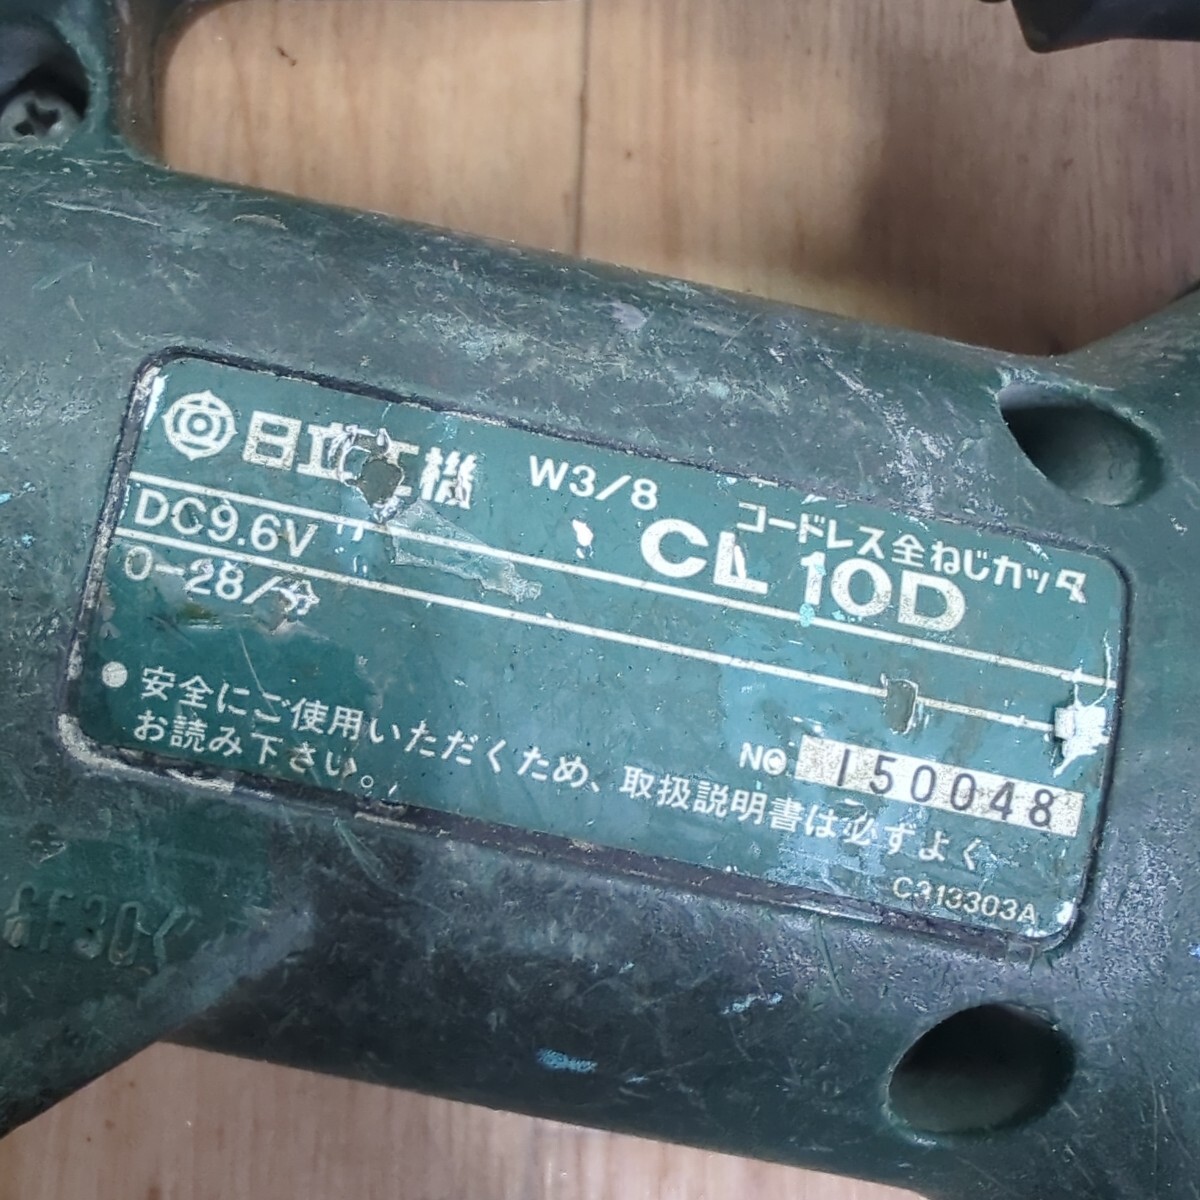 日立工機 W3/8 コードレス全ねじカッタ
CL 10D
DC9.6V
0-28/分
NO. 150048
●安全にご使用いただくため、取扱説明書は必ずよく
お読み下さい。
C313303A
GF30Y